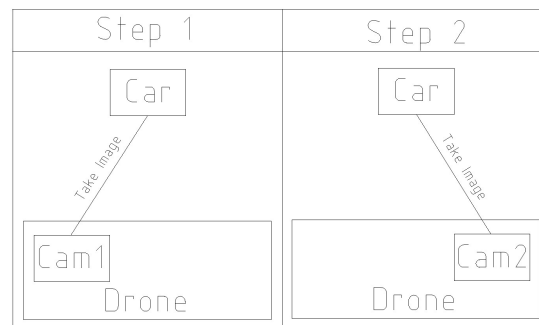 Step 1
Car
Take Image
Cam1
Drone
Step 2
Car
Take Image
Cam2
Drone